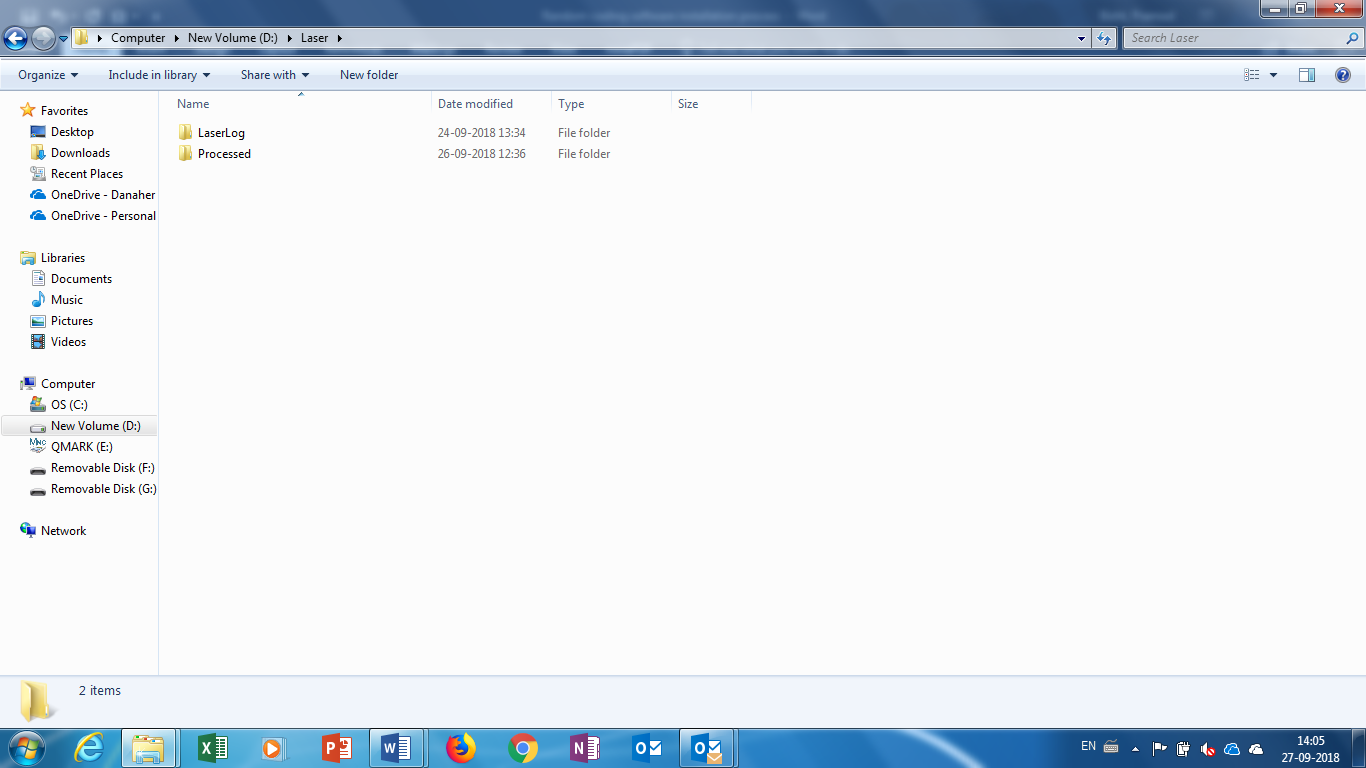 Computer New Volume (D:) Laser
Search Laser
Organize Include in library Share with New folder
Favorites
Desktop
Downloads
Recent Places
OneDrive - Danaher
OneDrive - Personal
Libraries
Documents
Music
Pictures
Videos
Computer
OS (C:)
New Volume (D:)
QMARK (E:)
Removable Disk (F:)
Removable Disk (G:)
Network
Name Date modified Type Size
LaserLog 24-09-2018 13:34 File folder
Processed 26-09-2018 12:36 File folder
2 items
EN 14:05
27-09-2018